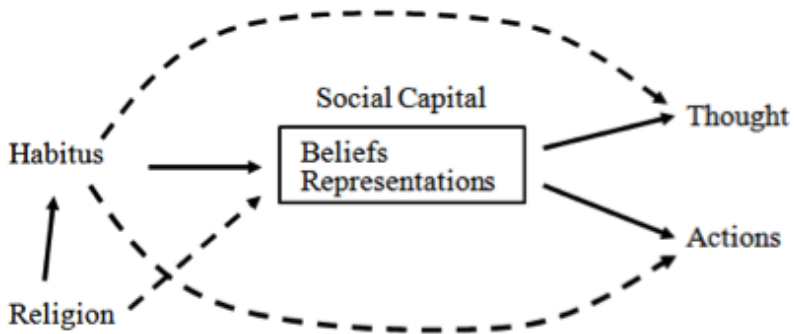 Social Capital
Thought
Habitus
Beliefs
Representations
Actions
Religion